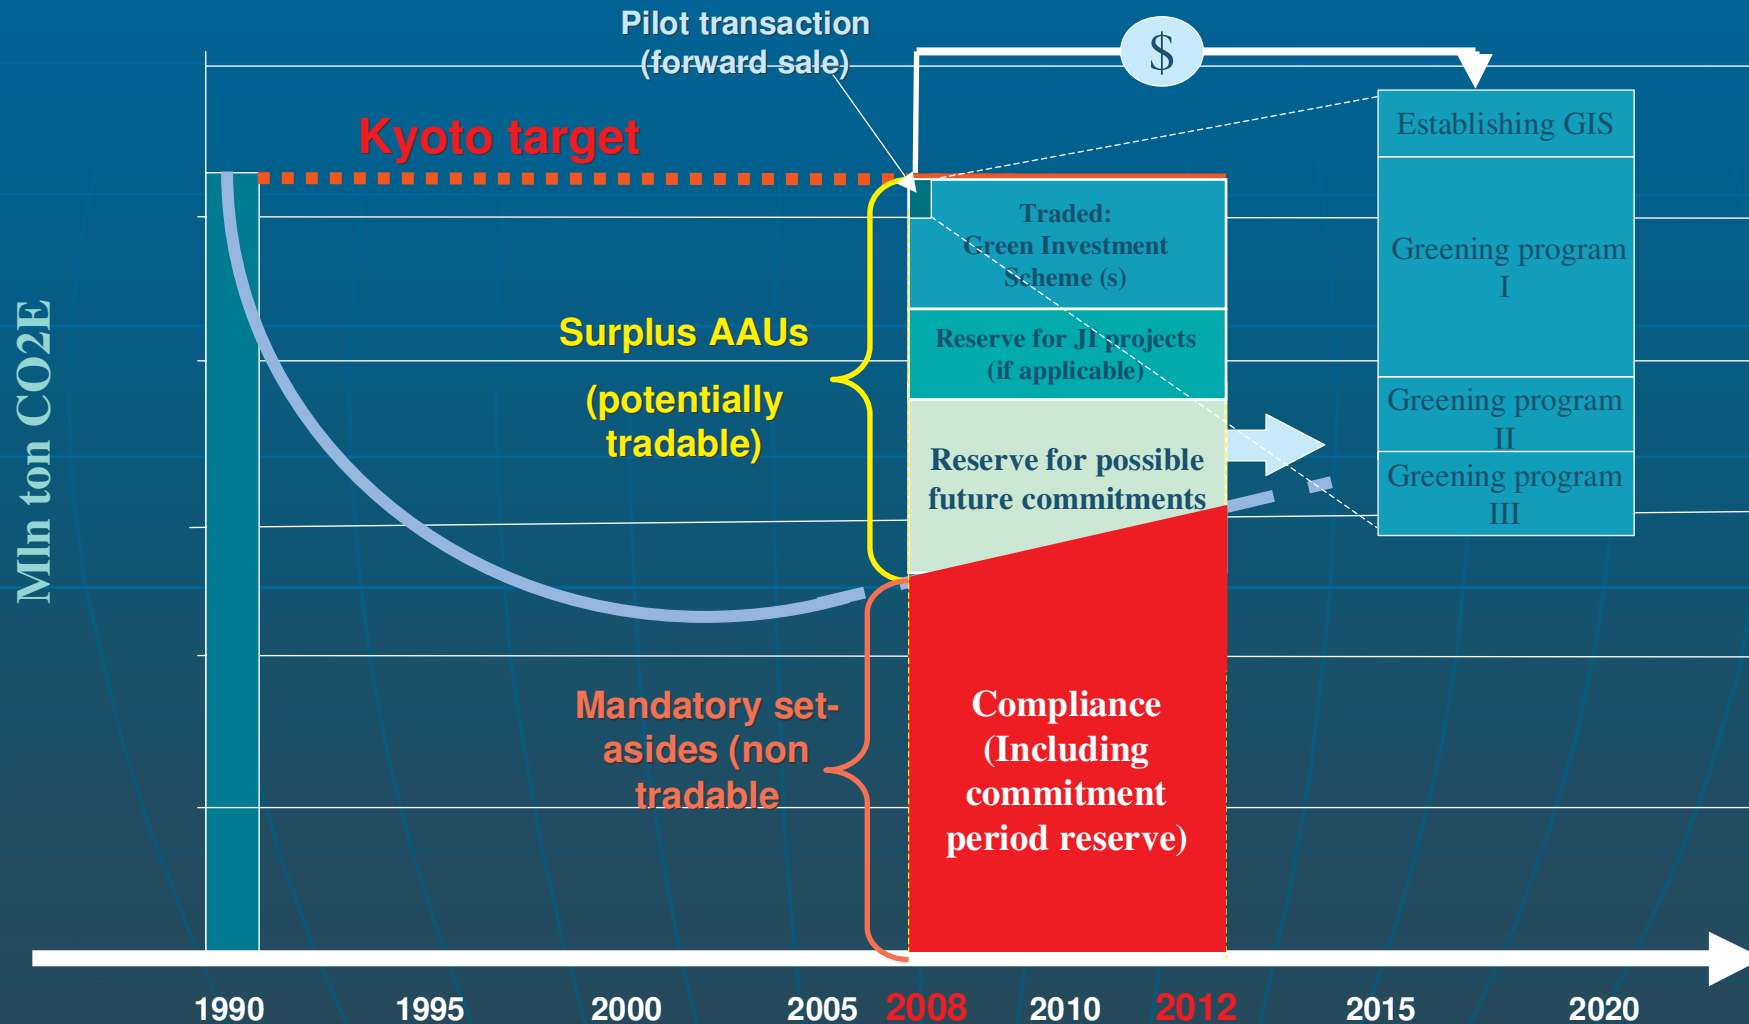 Pilot transaction
(forward sale)
$
Kyoto target
Establishing GIS
Traded:
Green Investment
Scheme (s)
Greening program
I
Surplus AAUs
(potentially
tradable)
Reserve for JI projects
(if applicable)
Greening program
II
Reserve for possible
future commitments
Greening program
III
Mln ton CO2E
Mandatory set-
asides (non
tradable
Compliance
(Including
commitment
period reserve)
1990 1995 2000 2005 2008 2010 2012 2015 2020